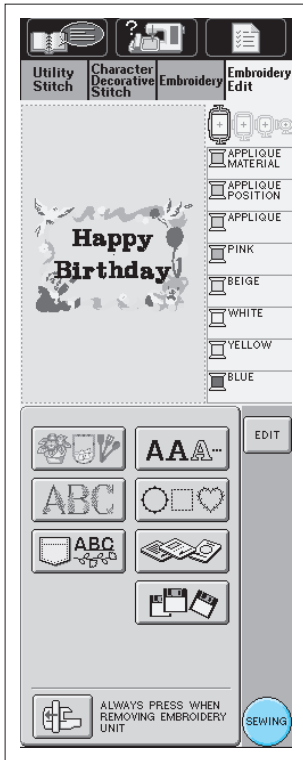 Utility
Stitch
Character
Decorative
Stitch
Embroidery
Embroidery
Edit
APPLIQUE
MATERIAL
APPLIQUE
POSITION
APPLIQUE
PINK
BEIGE
WHITE
YELLOW
BLUE
Happy
Birthday
EDIT
AAA
ABC
ABC
ALWAYS PRESS WHEN
REMOVING EMBROIDERY
UNIT
SEWING